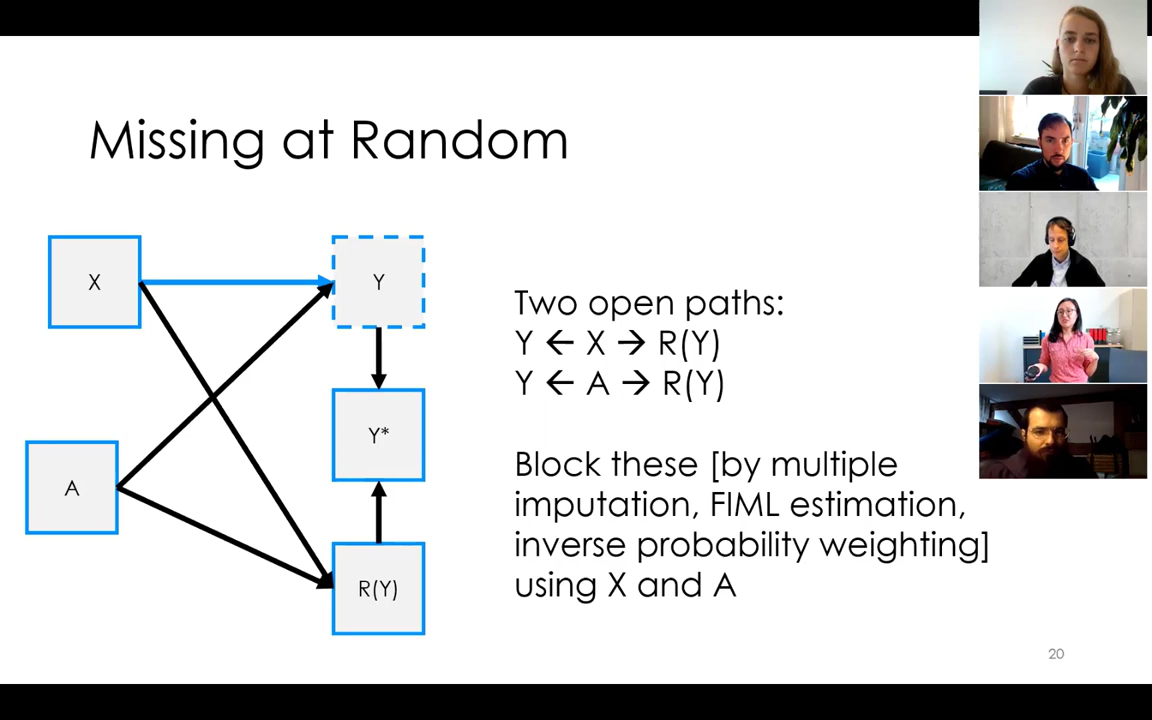 Missing at Random
X
Y
Two open paths:
Y ← X → R(Y)
Y ← A → R(Y)
Y*
A
Block these [by multiple
imputation, FIML estimation,
inverse probability weighting]
using X and A
R(Y)
20